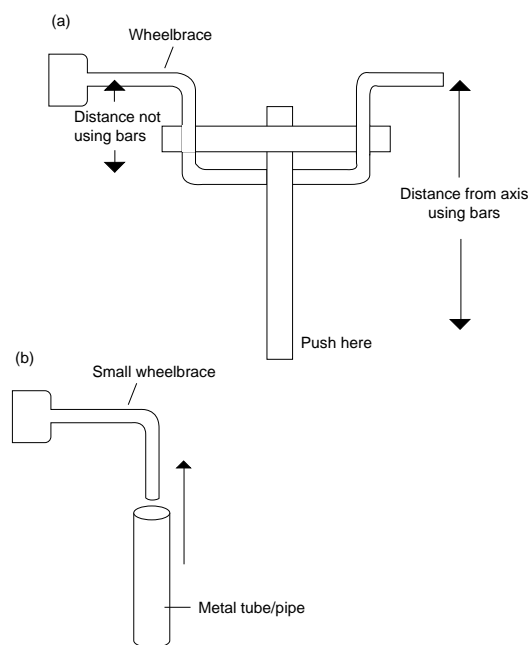 (a)
Wheelbrace
Distance not
using bars
Distance from axis
using bars
Push here
(b)
Small wheelbrace
Metal tube/pipe